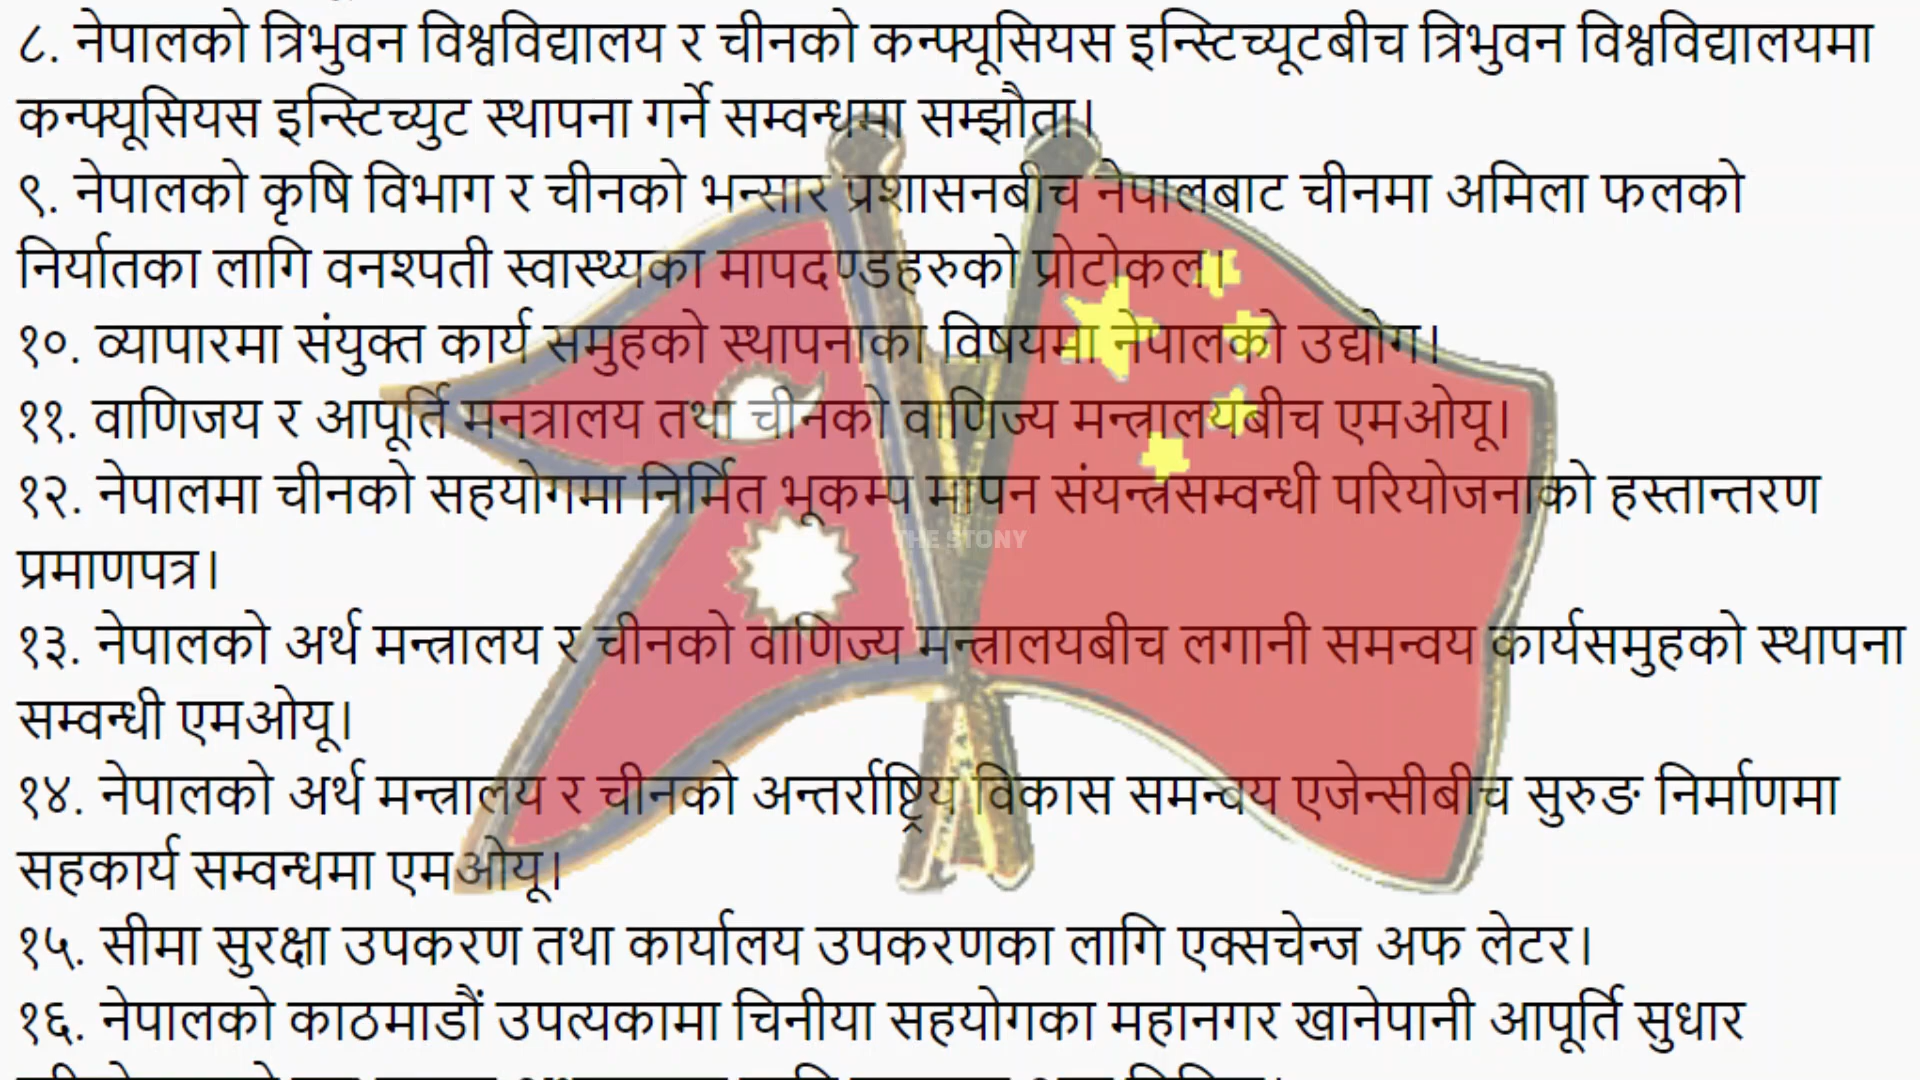 ८. नेपालको त्रिभुवन विश्वविद्यालय र चीनको कन्फ्यूसियस इन्स्टिच्यूटबीच त्रिभुवन विश्वविद्यालयमा
कन्फ्यूसियस इन्स्टिच्युट स्थापना गर्ने सम्वन्धमा सम्झौता।
९. नेपालको कृषि विभाग र चीनको भन्सार प्रशासनबीच नेपालबाट चीनमा अमिला फलको
निर्यातका लागि वनश्पती स्वास्थ्यका मापदण्डहरुको प्रोटोकल।
१०. व्यापारमा संयुक्त कार्य समुहको स्थापनाका विषयमा नेपालको उद्योग।
११. वाणिजय र आपूर्ति मनत्रालय तथा चीनको वाणिज्य मन्त्रालयबीच एमओयू।
१२. नेपालमा चीनको सहयोगमा निर्मित भूकम्प मापन संयन्त्रसम्वन्धी परियोजनाको हस्तान्तरण
THE STONY
प्रमाणपत्र।
१३. नेपालको अर्थ मन्त्रालय र चीनको वाणिज्य मन्त्रालयबीच लगानी समन्वय कार्यसमुहको स्थापना
सम्वन्धी एमओयू।
१४. नेपालको अर्थ मन्त्रालय र चीनको अन्तर्राष्ट्रिय विकास समन्वय एजेन्सीबीच सुरुङ निर्माणमा
सहकार्य सम्वन्धमा एमओयू।
१५. सीमा सुरक्षा उपकरण तथा कार्यालय उपकरणका लागि एक्सचेन्ज अफ लेटर।
१६. नेपालको काठमाडौं उपत्यकामा चिनीया सहयोगका महानगर खानेपानी आपूर्ति सुधार